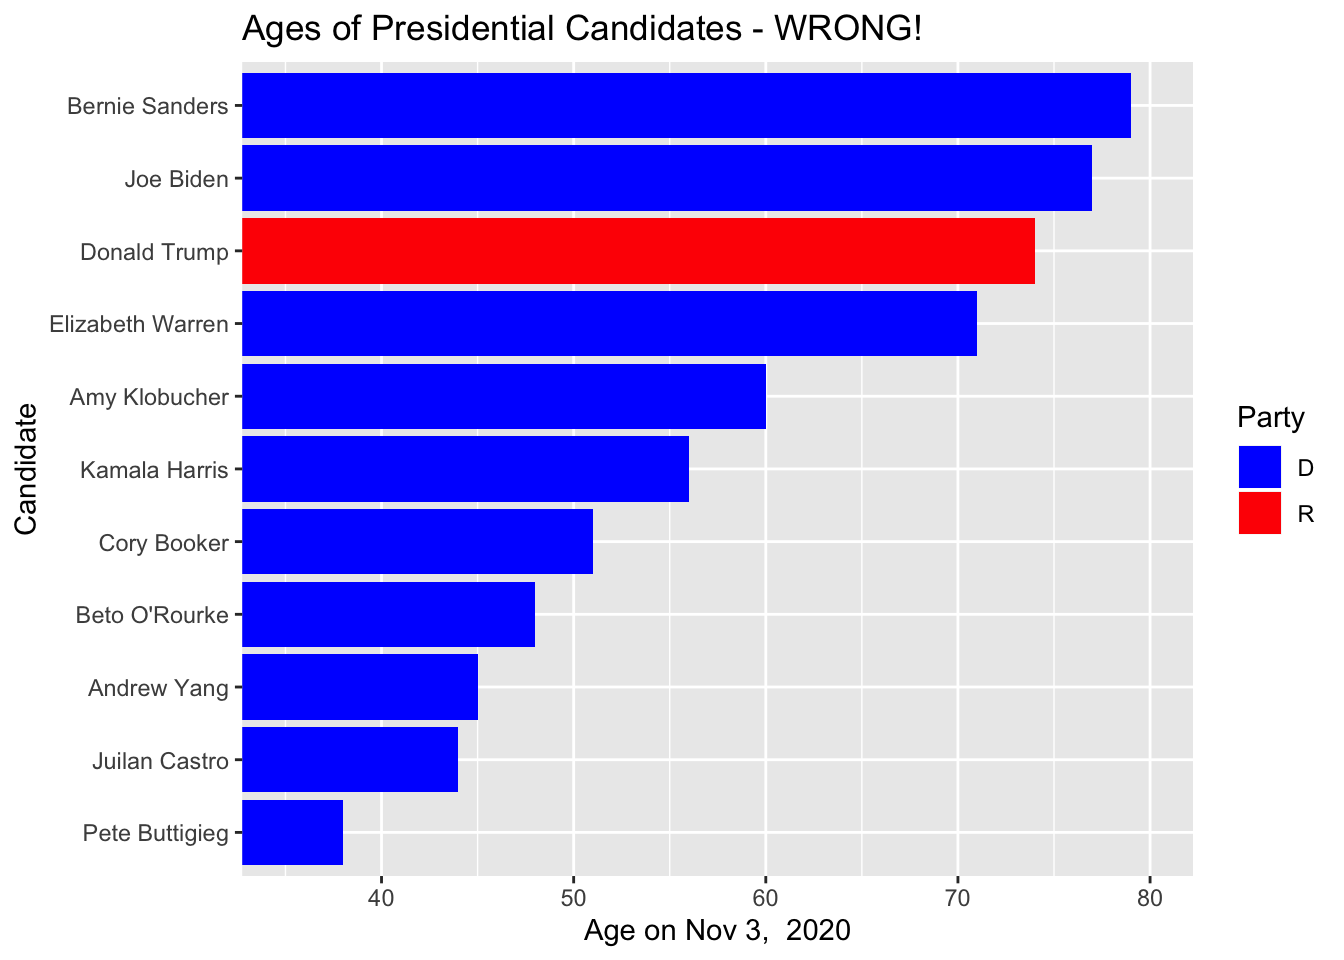 Ages of Presidential Candidates - WRONG!
Candidate
Bernie Sanders
Joe Biden
Donald Trump
Elizabeth Warren
Amy Klobucher
Kamala Harris
Cory Booker
Beto O'Rourke
Andrew Yang
Juilan Castro
Pete Buttigieg
40 50 60 70 80
Age on Nov 3,  2020
Party
D
R